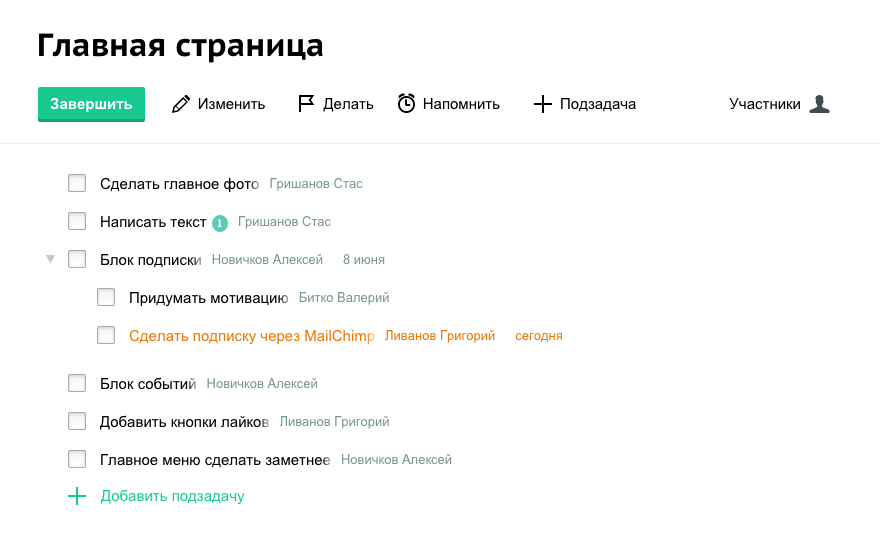 Главная страница
Завершить Изменить Делать Напомнить Подзадача Участники
Сделать главное фото Гришанов Стас
Написать текст 1 Гришанов Стас
Блок подписки Новичков Алексей 8 июня
Придумать мотивацию Битко Валерий
Сделать подписку через MailChimp Ливанов Григорий сегодня
Блок событий Новичков Алексей
Добавить кнопки лайков Ливанов Григорий
Главное меню сделать заметнее Новичков Алексей
Добавить подзадачу